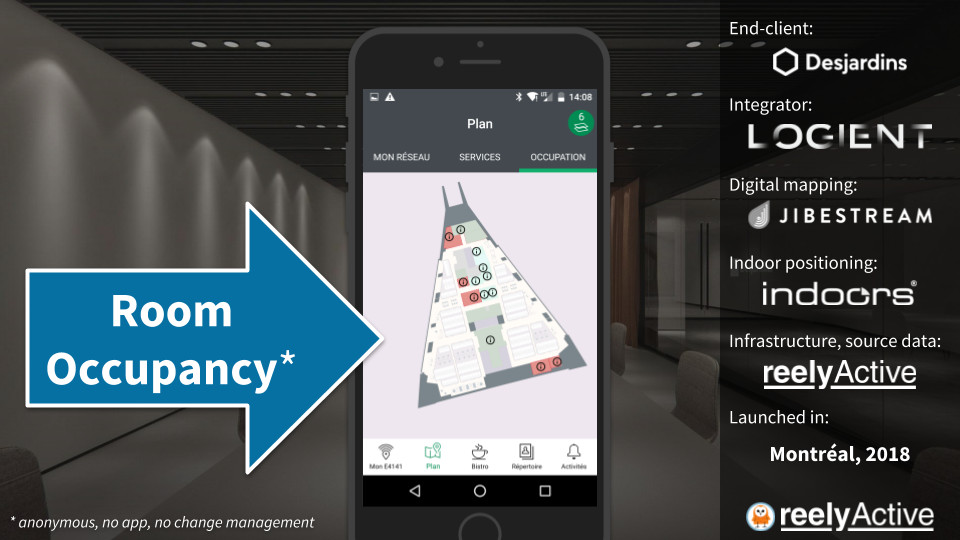 Room
Occupancy*
* anonymous, no app, no change management
14:08
Plan
6
MON RÉSEAU SERVICES OCCUPATION
Mon E4141 Plan Bistro Répertoire Activités
End-client:
Desjardins
Integrator:
LOGIENT
Digital mapping:
JIBESTREAM
Indoor positioning:
indoors®
Infrastructure, source data:
reelyActive
Launched in:
Montréal, 2018
reelyActive